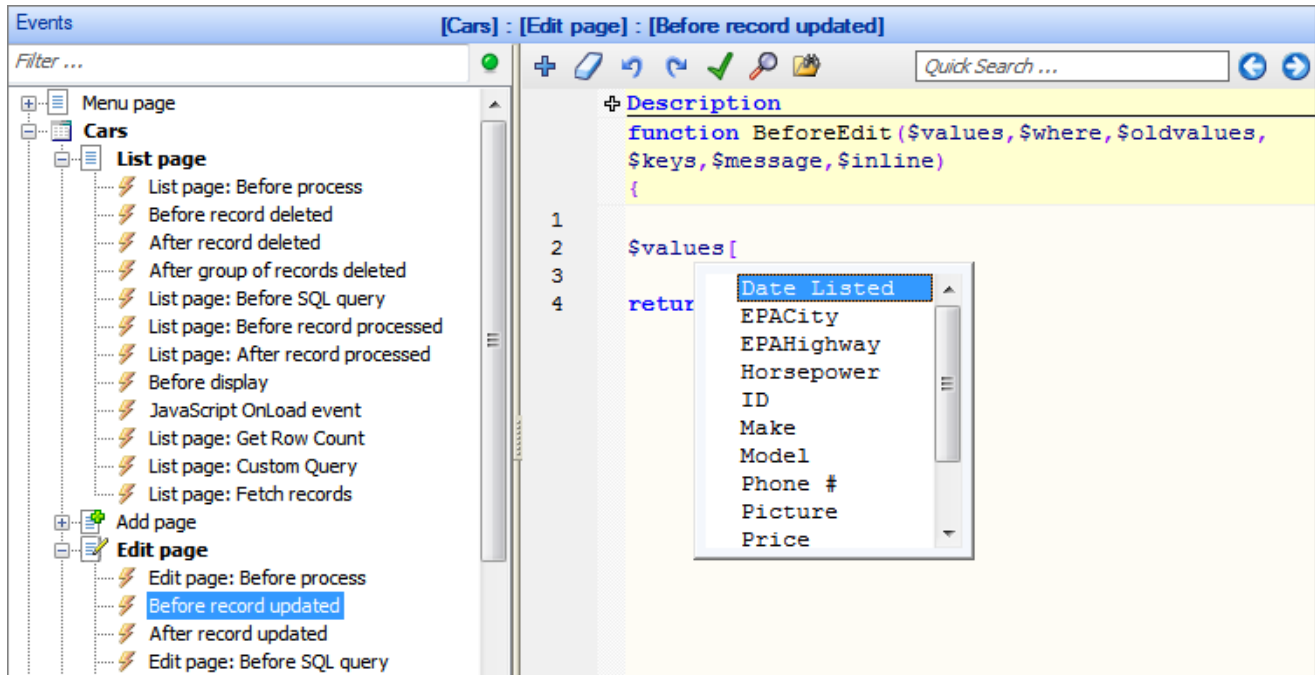 Events
[Cars] : [Edit page] : [Before record updated]
Filter ...
Quick Search ...
Menu page
Cars
List page
List page: Before process
Before record deleted
After record deleted
After group of records deleted
List page: Before SQL query
List page: Before record processed
List page: After record processed
Before display
JavaScript OnLoad event
List page: Get Row Count
List page: Custom Query
List page: Fetch records
Add page
Edit page
Edit page: Before process
Before record updated
After record updated
Edit page: Before SQL query
Description
function BeforeEdit($values,$where,$oldvalues,
$keys,$message,$inline)
{
1
2 $values[
3
4 retur
Date Listed
EPACity
EPAHighway
Horsepower
ID
Make
Model
Phone #
Picture
Price